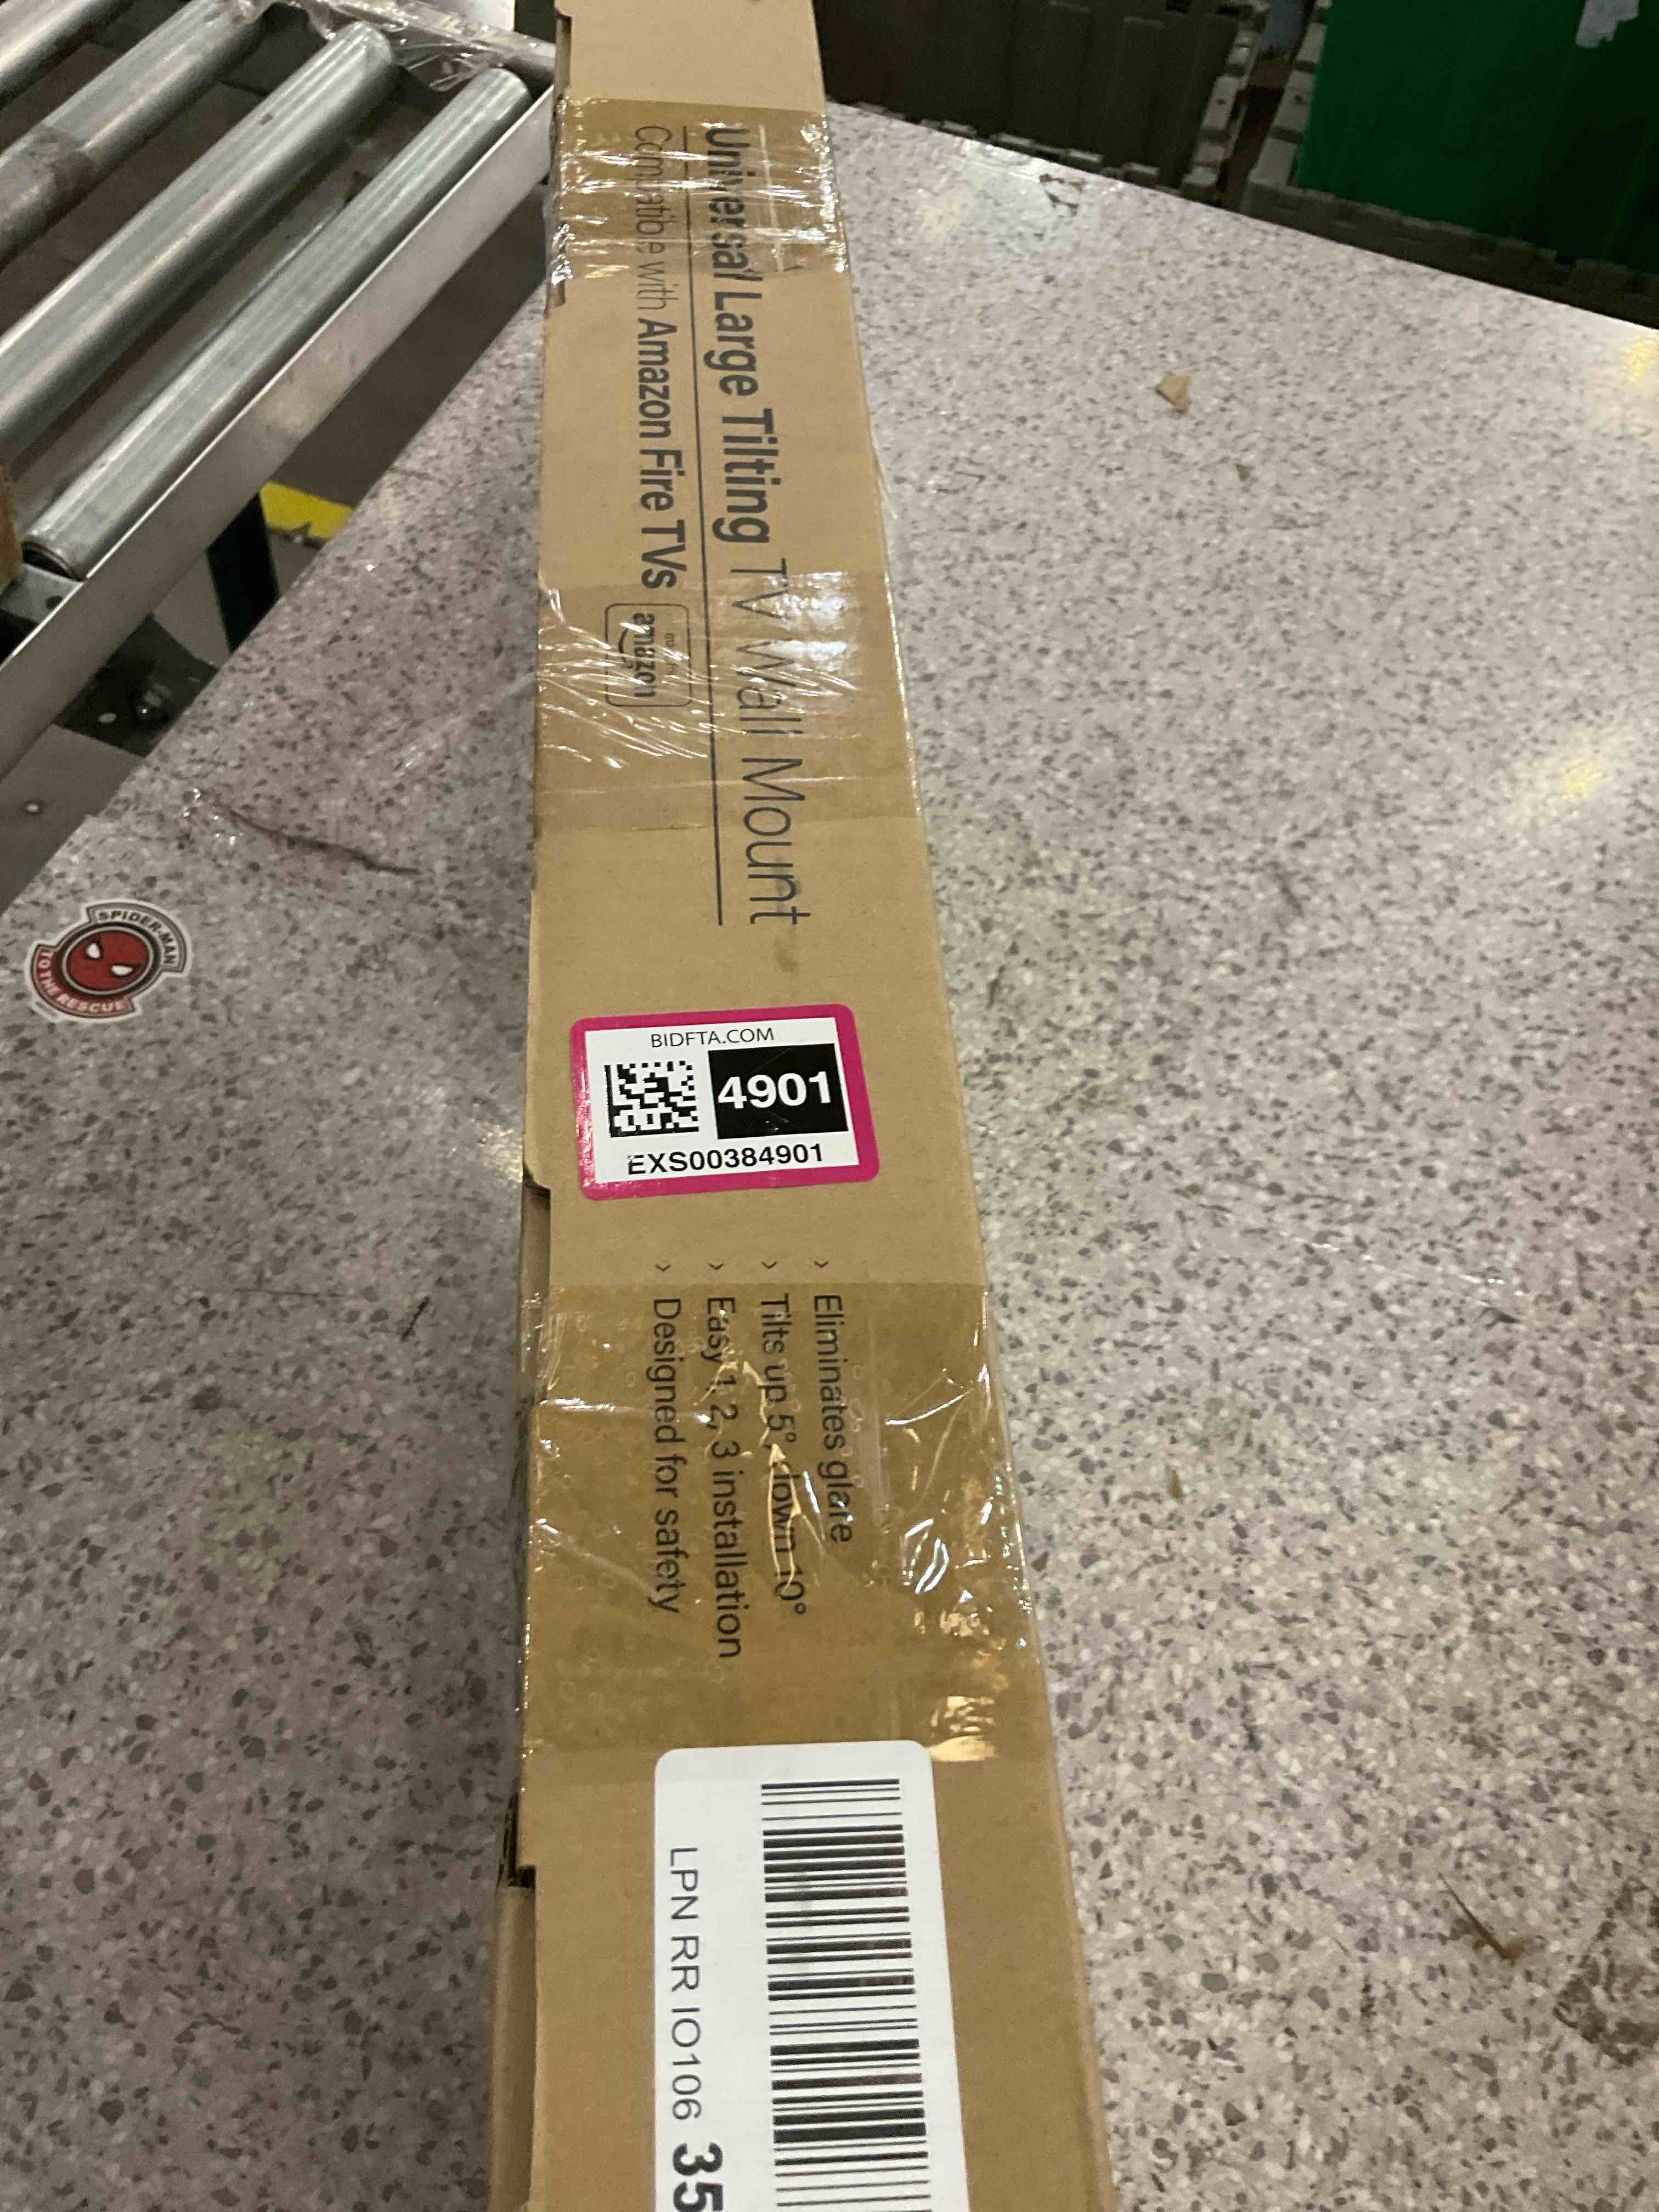 Universal Large Tilting TV Wall Mount
Compatibe with Amazon Fire TVs
amazon
BIDFTA.COM
4901
EXS00384901
› Eliminates glare
› Tilts up 5°, down 10°
› Easy 1, 2, 3 installation
› Designed for safety
LPN RR IO106 35
SPIDER-MAN
TO THE RESCUE